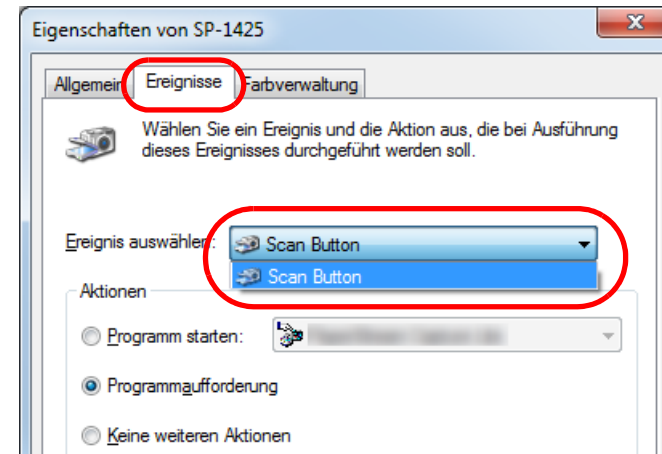 Eigenschaften von SP-1425
Allgemein Ereignisse Farbverwaltung
Wählen Sie ein Ereignis und die Aktion aus, die bei Ausführung
dieses Ereignisses durchgeführt werden soll.
Ereignis auswählen: Scan Button
Scan Button
Aktionen
Programm starten:
Programmaufforderung
Keine weiteren Aktionen